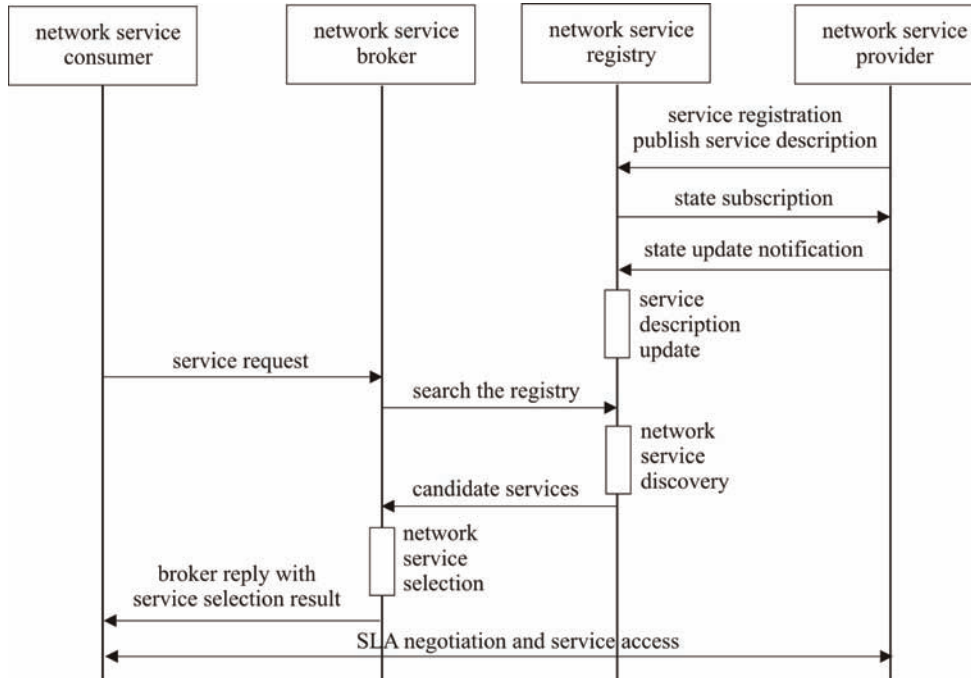 network service
consumer
network service
broker
network service
registry
network service
provider
service registration
publish service description
state subscription
state update notification
service
description
update
service request
search the registry
network
service
discovery
candidate services
network
service
selection
broker reply with
service selection result
SLA negotiation and service access